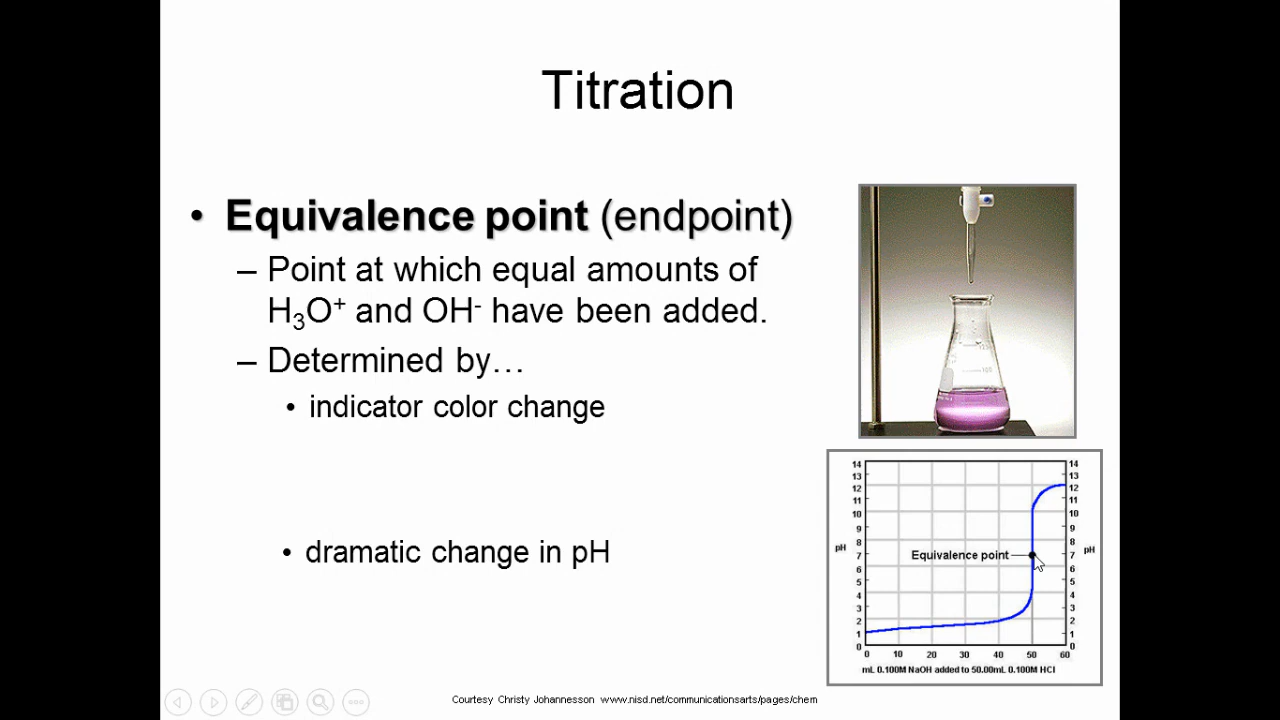 Titration
• Equivalence point (endpoint)
– Point at which equal amounts of
H₃O⁺ and OH⁻ have been added.
– Determined by…
• indicator color change
• dramatic change in pH
14 14
13 13
12 12
11 11
10 10
9 9
8 8
pH pH
7 Equivalence point 7
6 6
5 5
4 4
3 3
2 2
1 1
0 0
0 10 20 30 40 50 60
mL 0.100M NaOH added to 50.00mL 0.100M HCl
Courtesy Christy Johannesson www.nisd.net/communicationsarts/pages/chem